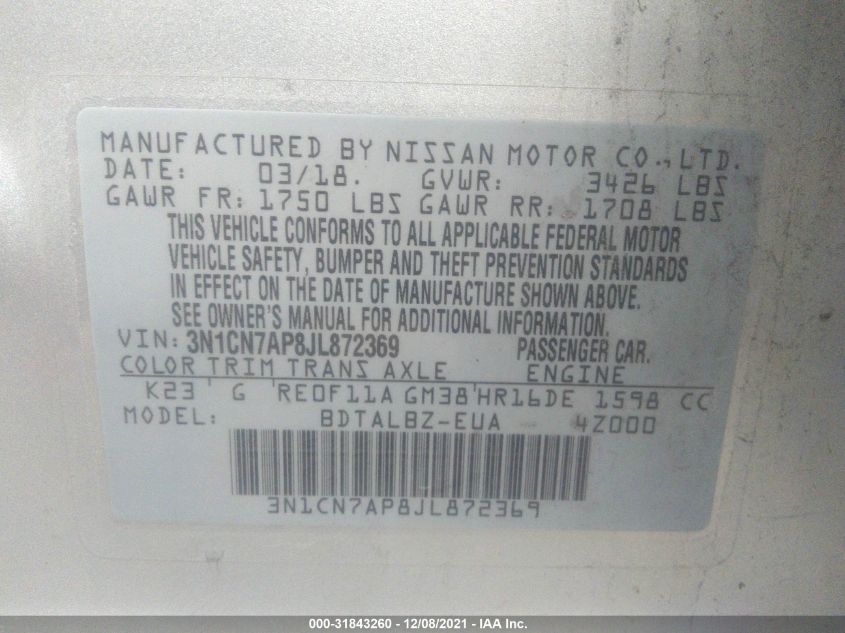 MANUFACTURED BY NISSAN MOTOR CO., LTD.
DATE: 03/18. GVWR: 3426 LBS
GAWR FR: 1750 LBS GAWR RR: 1708 LBS
THIS VEHICLE CONFORMS TO ALL APPLICABLE FEDERAL MOTOR
VEHICLE SAFETY, BUMPER AND THEFT PREVENTION STANDARDS
IN EFFECT ON THE DATE OF MANUFACTURE SHOWN ABOVE.
SEE OWNER'S MANUAL FOR ADDITIONAL INFORMATION.
VIN: 3N1CN7AP8JL872369 PASSENGER CAR.
COLOR TRIM TRANS AXLE ENGINE
K23 ' G ' RE0F11A GM38 ' HR16DE 1598 CC
MODEL: BDTALBZ-EUA 4Z000
3N1CN7AP8JL872369
000-31843260 - 12/08/2021 - IAA Inc.